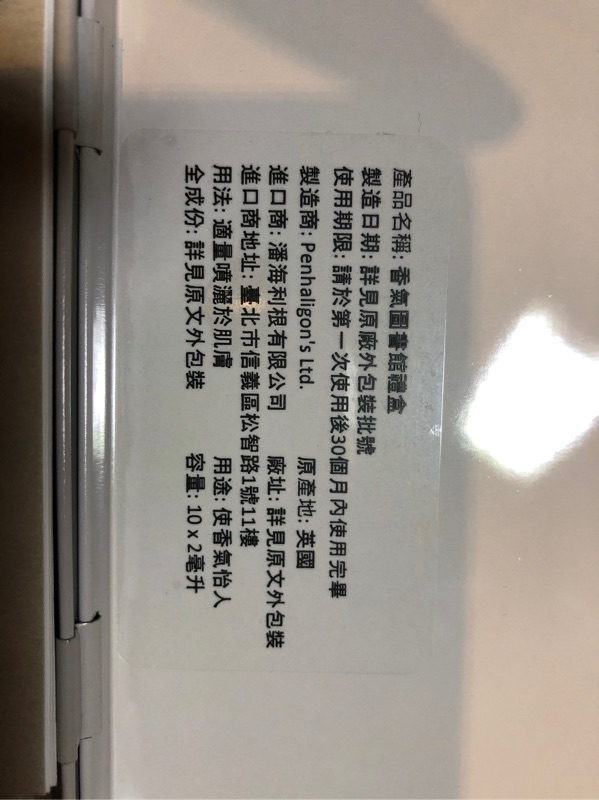 產品名稱: 香氣圖書館禮盒
製造日期: 詳見原廠外包裝批號
使用期限: 請於第一次使用後30個月內使用完畢
製造商: Penhaligon's Ltd. 原產地: 英國
進口商: 潘海利根有限公司 廠址: 詳見原文外包裝
進口商地址: 臺北市信義區松智路1號11樓
用法: 適量噴灑於肌膚 用途: 使香氣怡人
全成份: 詳見原文外包裝 容量: 10 x 2毫升